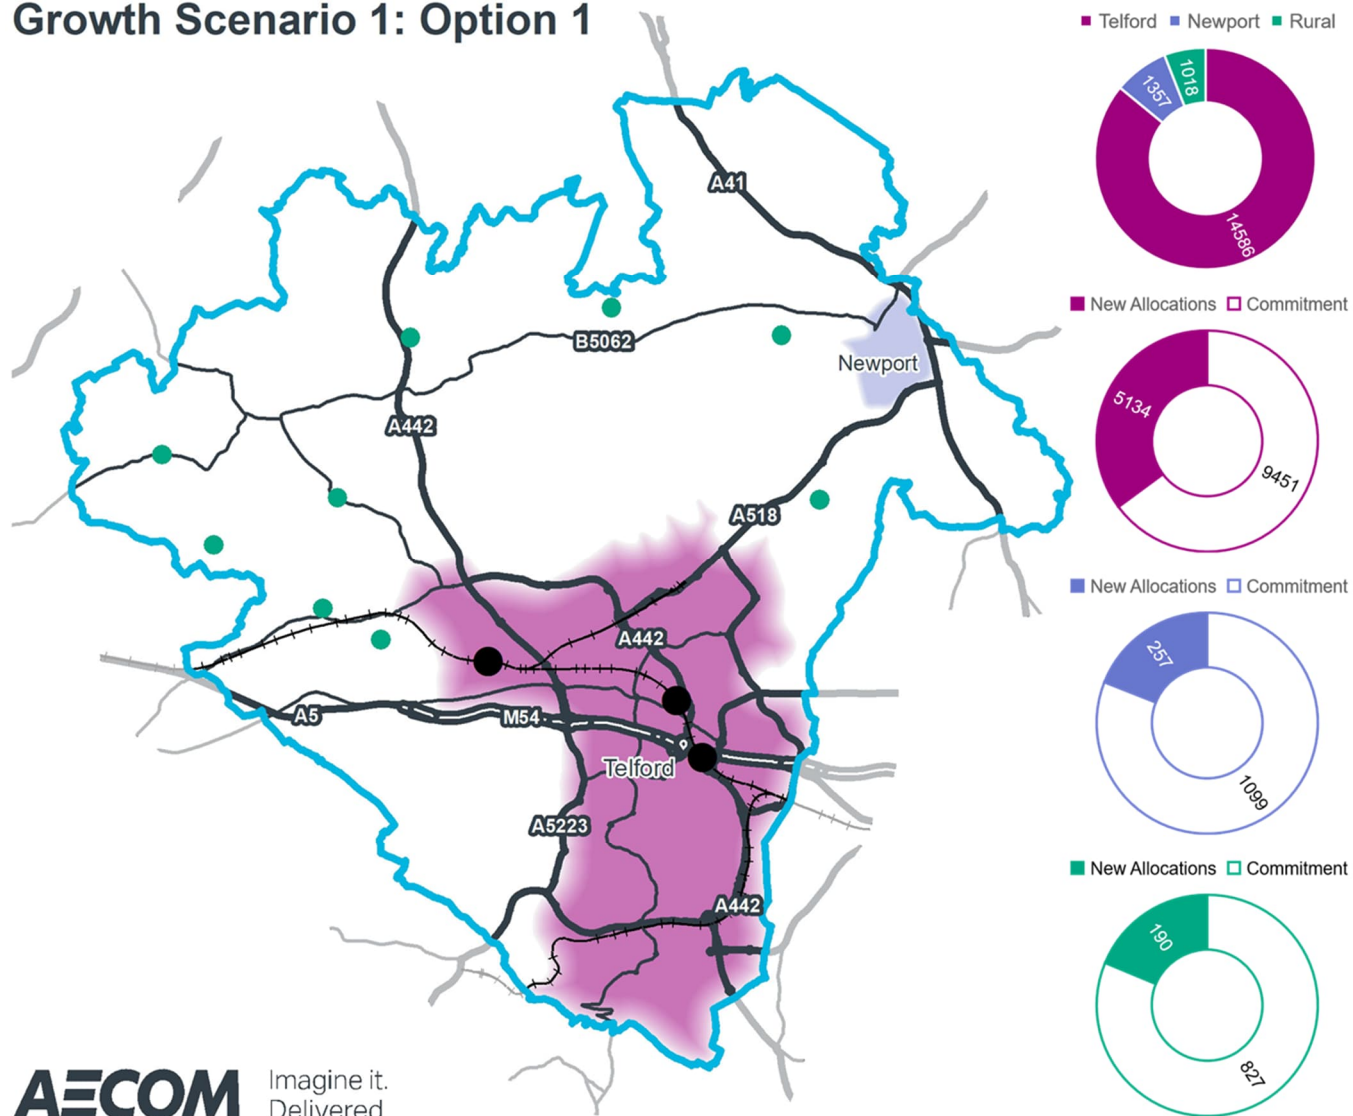 Growth Scenario 1: Option 1
Telford Newport Rural
1357
1018
14586
A41
New Allocations Commitment
B5062
Newport
5134
9451
A442
A518
New Allocations Commitment
A442
257
A5
M54
Telford
1099
A5223
New Allocations Commitment
A442
190
827
AECOM
Imagine it.
Delivered